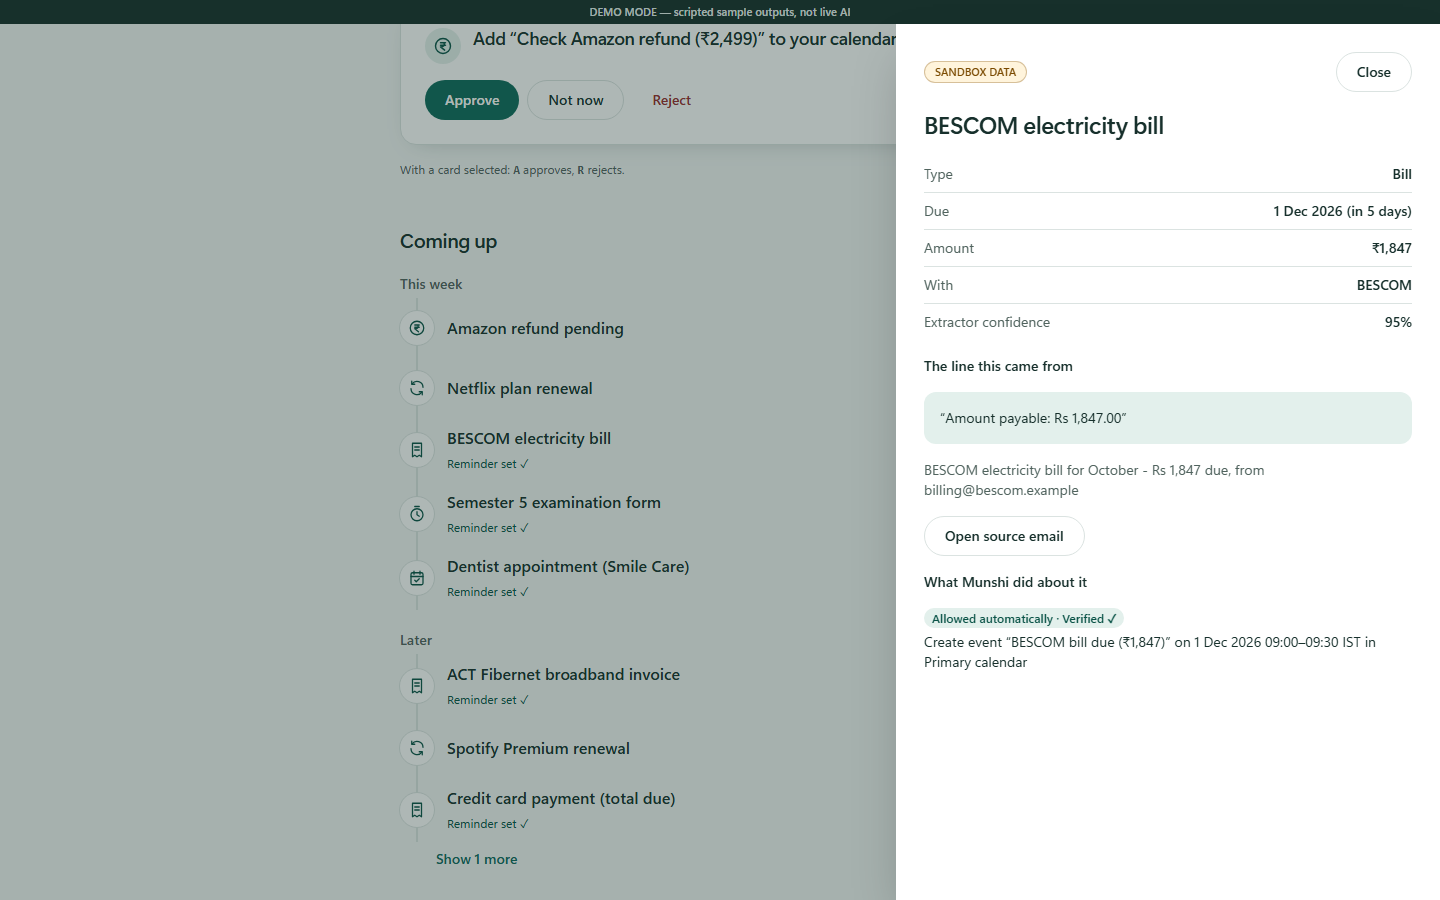 DEMO MODE — scripted sample outputs, not live AI
Add “Check Amazon refund (₹2,499)” to your calendar
Approve
Not now
Reject
With a card selected: A approves, R rejects.
Coming up
This week
Amazon refund pending
Netflix plan renewal
BESCOM electricity bill
Reminder set ✓
Semester 5 examination form
Reminder set ✓
Dentist appointment (Smile Care)
Reminder set ✓
Later
ACT Fibernet broadband invoice
Reminder set ✓
Spotify Premium renewal
Credit card payment (total due)
Reminder set ✓
Show 1 more
SANDBOX DATA
Close
BESCOM electricity bill
Type Bill
Due 1 Dec 2026 (in 5 days)
Amount ₹1,847
With BESCOM
Extractor confidence 95%
The line this came from
“Amount payable: Rs 1,847.00”
BESCOM electricity bill for October - Rs 1,847 due, from
billing@bescom.example
Open source email
What Munshi did about it
Allowed automatically · Verified ✓
Create event “BESCOM bill due (₹1,847)” on 1 Dec 2026 09:00–09:30 IST in
Primary calendar